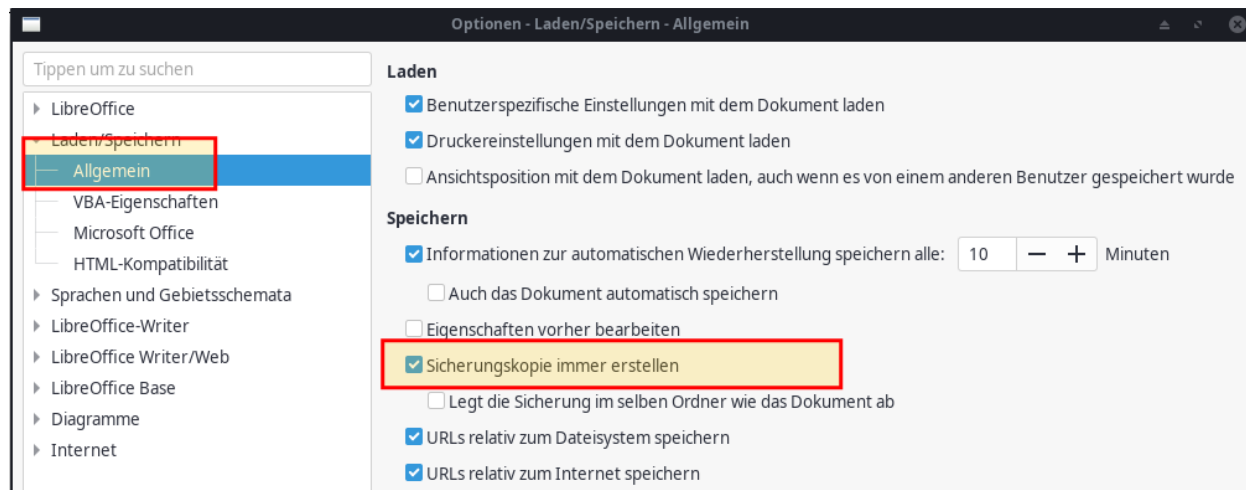 Optionen - Laden/Speichern - Allgemein
Tippen um zu suchen
LibreOffice
Laden/Speichern
Allgemein
VBA-Eigenschaften
Microsoft Office
HTML-Kompatibilität
Sprachen und Gebietsschemata
LibreOffice-Writer
LibreOffice Writer/Web
LibreOffice Base
Diagramme
Internet
Laden
Benutzerspezifische Einstellungen mit dem Dokument laden
Druckereinstellungen mit dem Dokument laden
Ansichtsposition mit dem Dokument laden, auch wenn es von einem anderen Benutzer gespeichert wurde
Speichern
Informationen zur automatischen Wiederherstellung speichern alle: 10 Minuten
Auch das Dokument automatisch speichern
Eigenschaften vorher bearbeiten
Sicherungskopie immer erstellen
Legt die Sicherung im selben Ordner wie das Dokument ab
URLs relativ zum Dateisystem speichern
URLs relativ zum Internet speichern